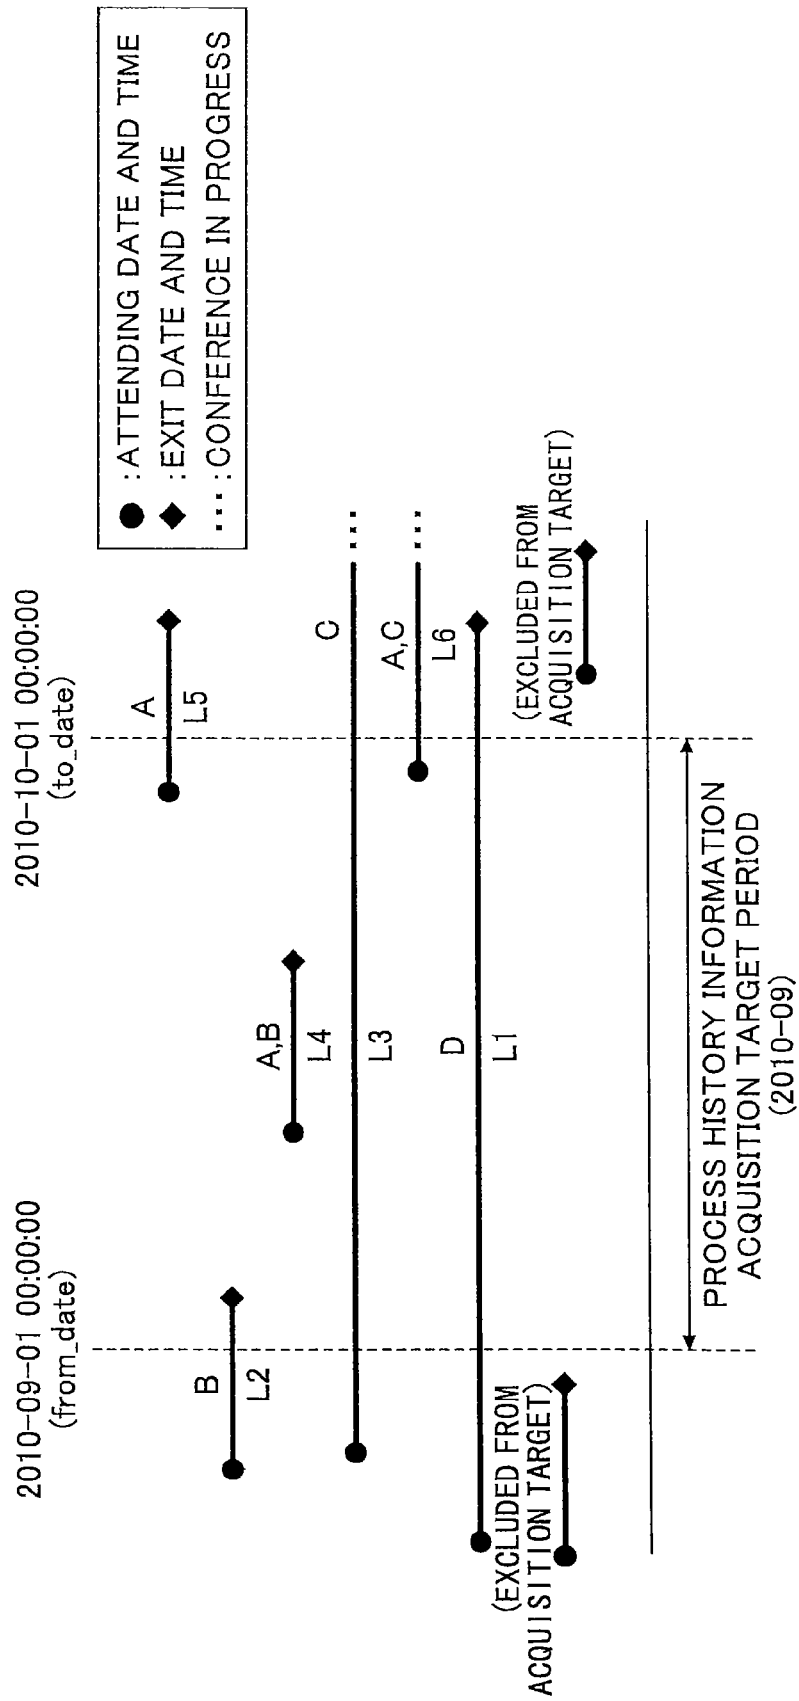 2010-09-01 00:00:00
(from_date)
2010-10-01 00:00:00
(to_date)
● :ATTENDING DATE AND TIME
◆ :EXIT DATE AND TIME
···· :CONFERENCE IN PROGRESS
A
L5
B
L2
A,B
L4
C
L3
A,C
L6
D
L1
(EXCLUDED FROM
ACQUISITION TARGET)
(EXCLUDED FROM
ACQUISITION TARGET)
PROCESS HISTORY INFORMATION
ACQUISITION TARGET PERIOD
(2010-09)